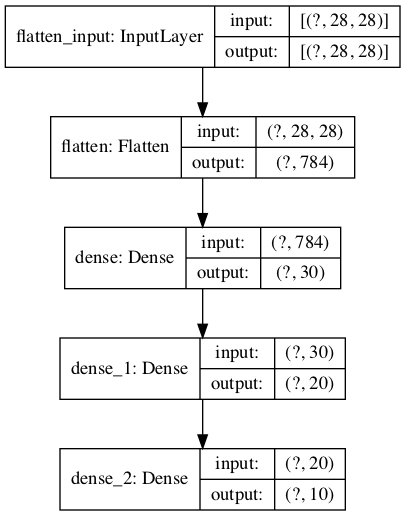 flatten_input: InputLayer
input:
[(?, 28, 28)]
output:
[(?, 28, 28)]
flatten: Flatten
input:
(?, 28, 28)
output:
(?, 784)
dense: Dense
input:
(?, 784)
output:
(?, 30)
dense_1: Dense
input:
(?, 30)
output:
(?, 20)
dense_2: Dense
input:
(?, 20)
output:
(?, 10)